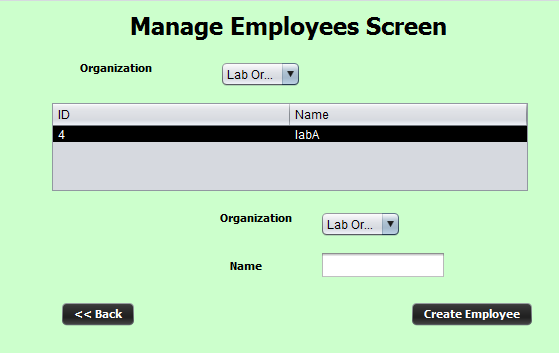 Manage Employees Screen
Organization Lab Or...
ID Name
4 labA
Organization Lab Or...
Name
<< Back Create Employee